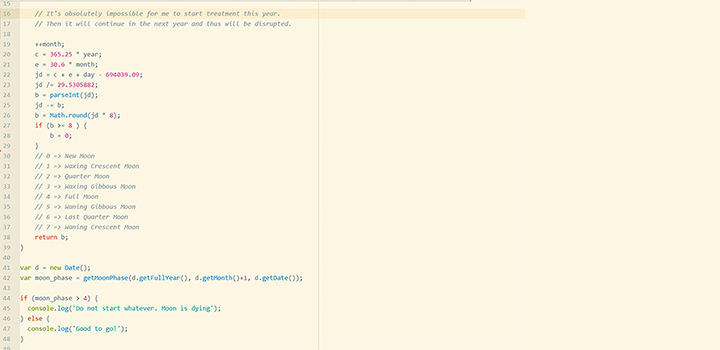 15
16 // It's absolutely impossible for me to start treatment this year.
17 // Then it will continue in the next year and thus will be disrupted.
18
19 ++month;
20 c = 365.25 * year;
21 e = 30.6 * month;
22 jd = c + e + day - 694039.09;
23 jd /= 29.5305882;
24 b = parseInt(jd);
25 jd -= b;
26 b = Math.round(jd * 8);
27 if (b >= 8 ) {
28 b = 0;
29 }
30 // 0 => New Moon
31 // 1 => Waxing Crescent Moon
32 // 2 => Quarter Moon
33 // 3 => Waxing Gibbous Moon
34 // 4 => Full Moon
35 // 5 => Waning Gibbous Moon
36 // 6 => Last Quarter Moon
37 // 7 => Waning Crescent Moon
38 return b;
39 }
40
41 var d = new Date();
42 var moon_phase = getMoonPhase(d.getFullYear(), d.getMonth()+1, d.getDate());
43
44 if (moon_phase > 4) {
45 console.log('Do not start whatever. Moon is dying');
46 } else {
47 console.log('Good to go!');
48 }
49